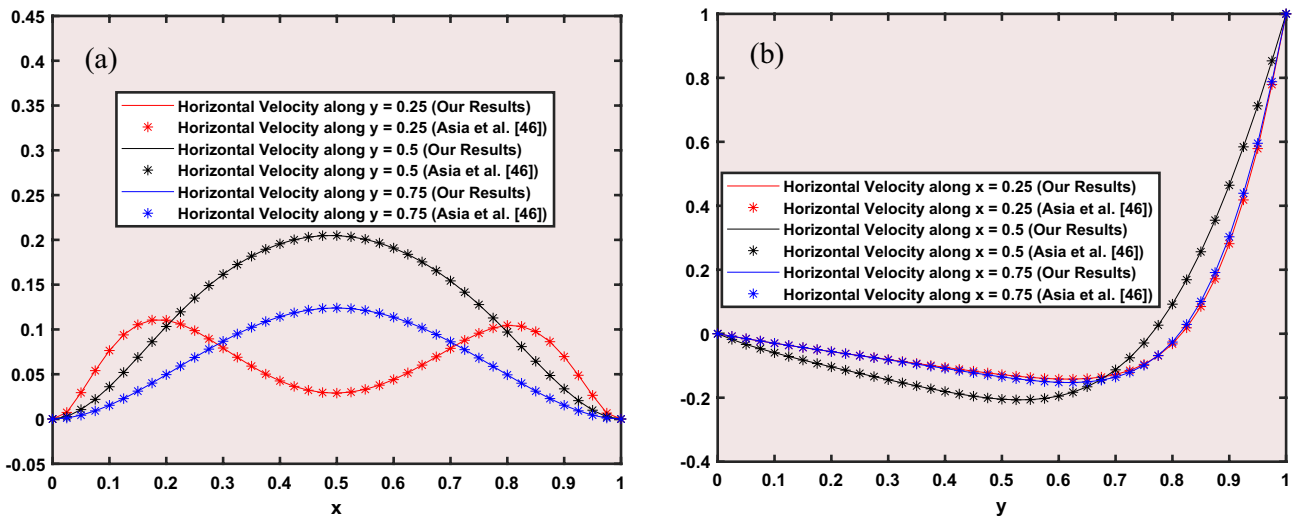 (a)
0.45
0.4
0.35
0.3
0.25
0.2
0.15
0.1
0.05
0
-0.05
Horizontal Velocity along y = 0.25 (Our Results)
Horizontal Velocity along y = 0.25 (Asia et al. [46])
Horizontal Velocity along y = 0.5 (Our Results)
Horizontal Velocity along y = 0.5 (Asia et al. [46])
Horizontal Velocity along y = 0.75 (Our Results)
Horizontal Velocity along y = 0.75 (Asia et al. [46])
0 0.1 0.2 0.3 0.4 0.5 0.6 0.7 0.8 0.9 1
x
(b)
1
0.8
0.6
0.4
0.2
0
-0.2
-0.4
Horizontal Velocity along x = 0.25 (Our Results)
Horizontal Velocity along x = 0.25 (Asia et al. [46])
Horizontal Velocity along x = 0.5 (Our Results)
Horizontal Velocity along x = 0.5 (Asia et al. [46])
Horizontal Velocity along x = 0.75 (Our Results)
Horizontal Velocity along x = 0.75 (Asia et al. [46])
0 0.1 0.2 0.3 0.4 0.5 0.6 0.7 0.8 0.9 1
y